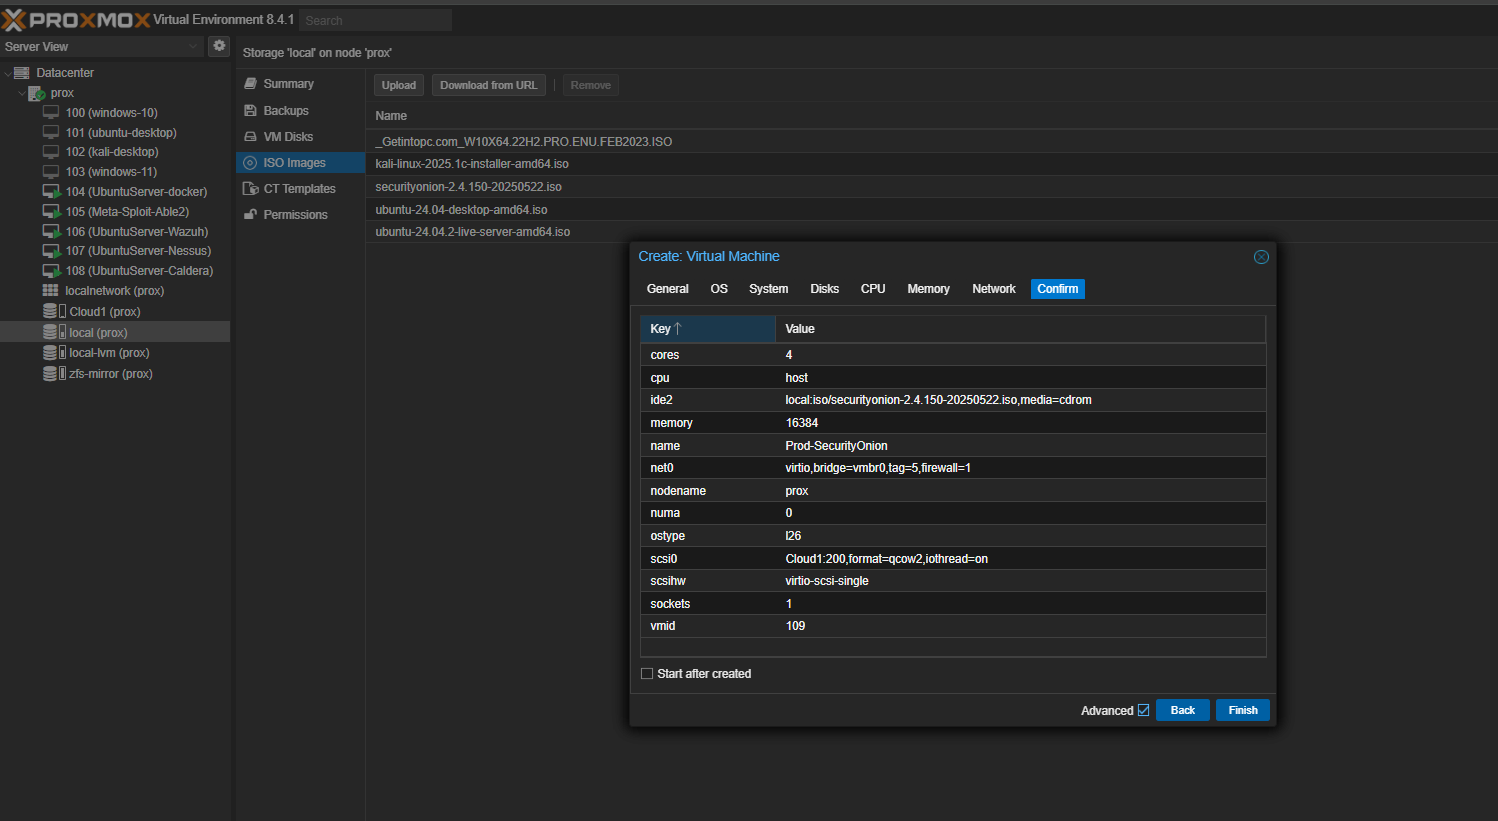 PROXMOX Virtual Environment 8.4.1 Search
Server View
Datacenter
prox
100 (windows-10)
101 (ubuntu-desktop)
102 (kali-desktop)
103 (windows-11)
104 (UbuntuServer-docker)
105 (Meta-Sploit-Able2)
106 (UbuntuServer-Wazuh)
107 (UbuntuServer-Nessus)
108 (UbuntuServer-Caldera)
localnetwork (prox)
Cloud1 (prox)
local (prox)
local-lvm (prox)
zfs-mirror (prox)
Storage 'local' on node 'prox'
Summary
Backups
VM Disks
ISO Images
CT Templates
Permissions
Upload Download from URL Remove
Name
_Getintopc.com_W10X64.22H2.PRO.ENU.FEB2023.ISO
kali-linux-2025.1c-installer-amd64.iso
securityonion-2.4.150-20250522.iso
ubuntu-24.04-desktop-amd64.iso
ubuntu-24.04.2-live-server-amd64.iso
Create: Virtual Machine
General OS System Disks CPU Memory Network Confirm
Key Value
cores 4
cpu host
ide2 local:iso/securityonion-2.4.150-20250522.iso,media=cdrom
memory 16384
name Prod-SecurityOnion
net0 virtio,bridge=vmbr0,tag=5,firewall=1
nodename prox
numa 0
ostype l26
scsi0 Cloud1:200,format=qcow2,iothread=on
scsihw virtio-scsi-single
sockets 1
vmid 109
Start after created
Advanced Back Finish